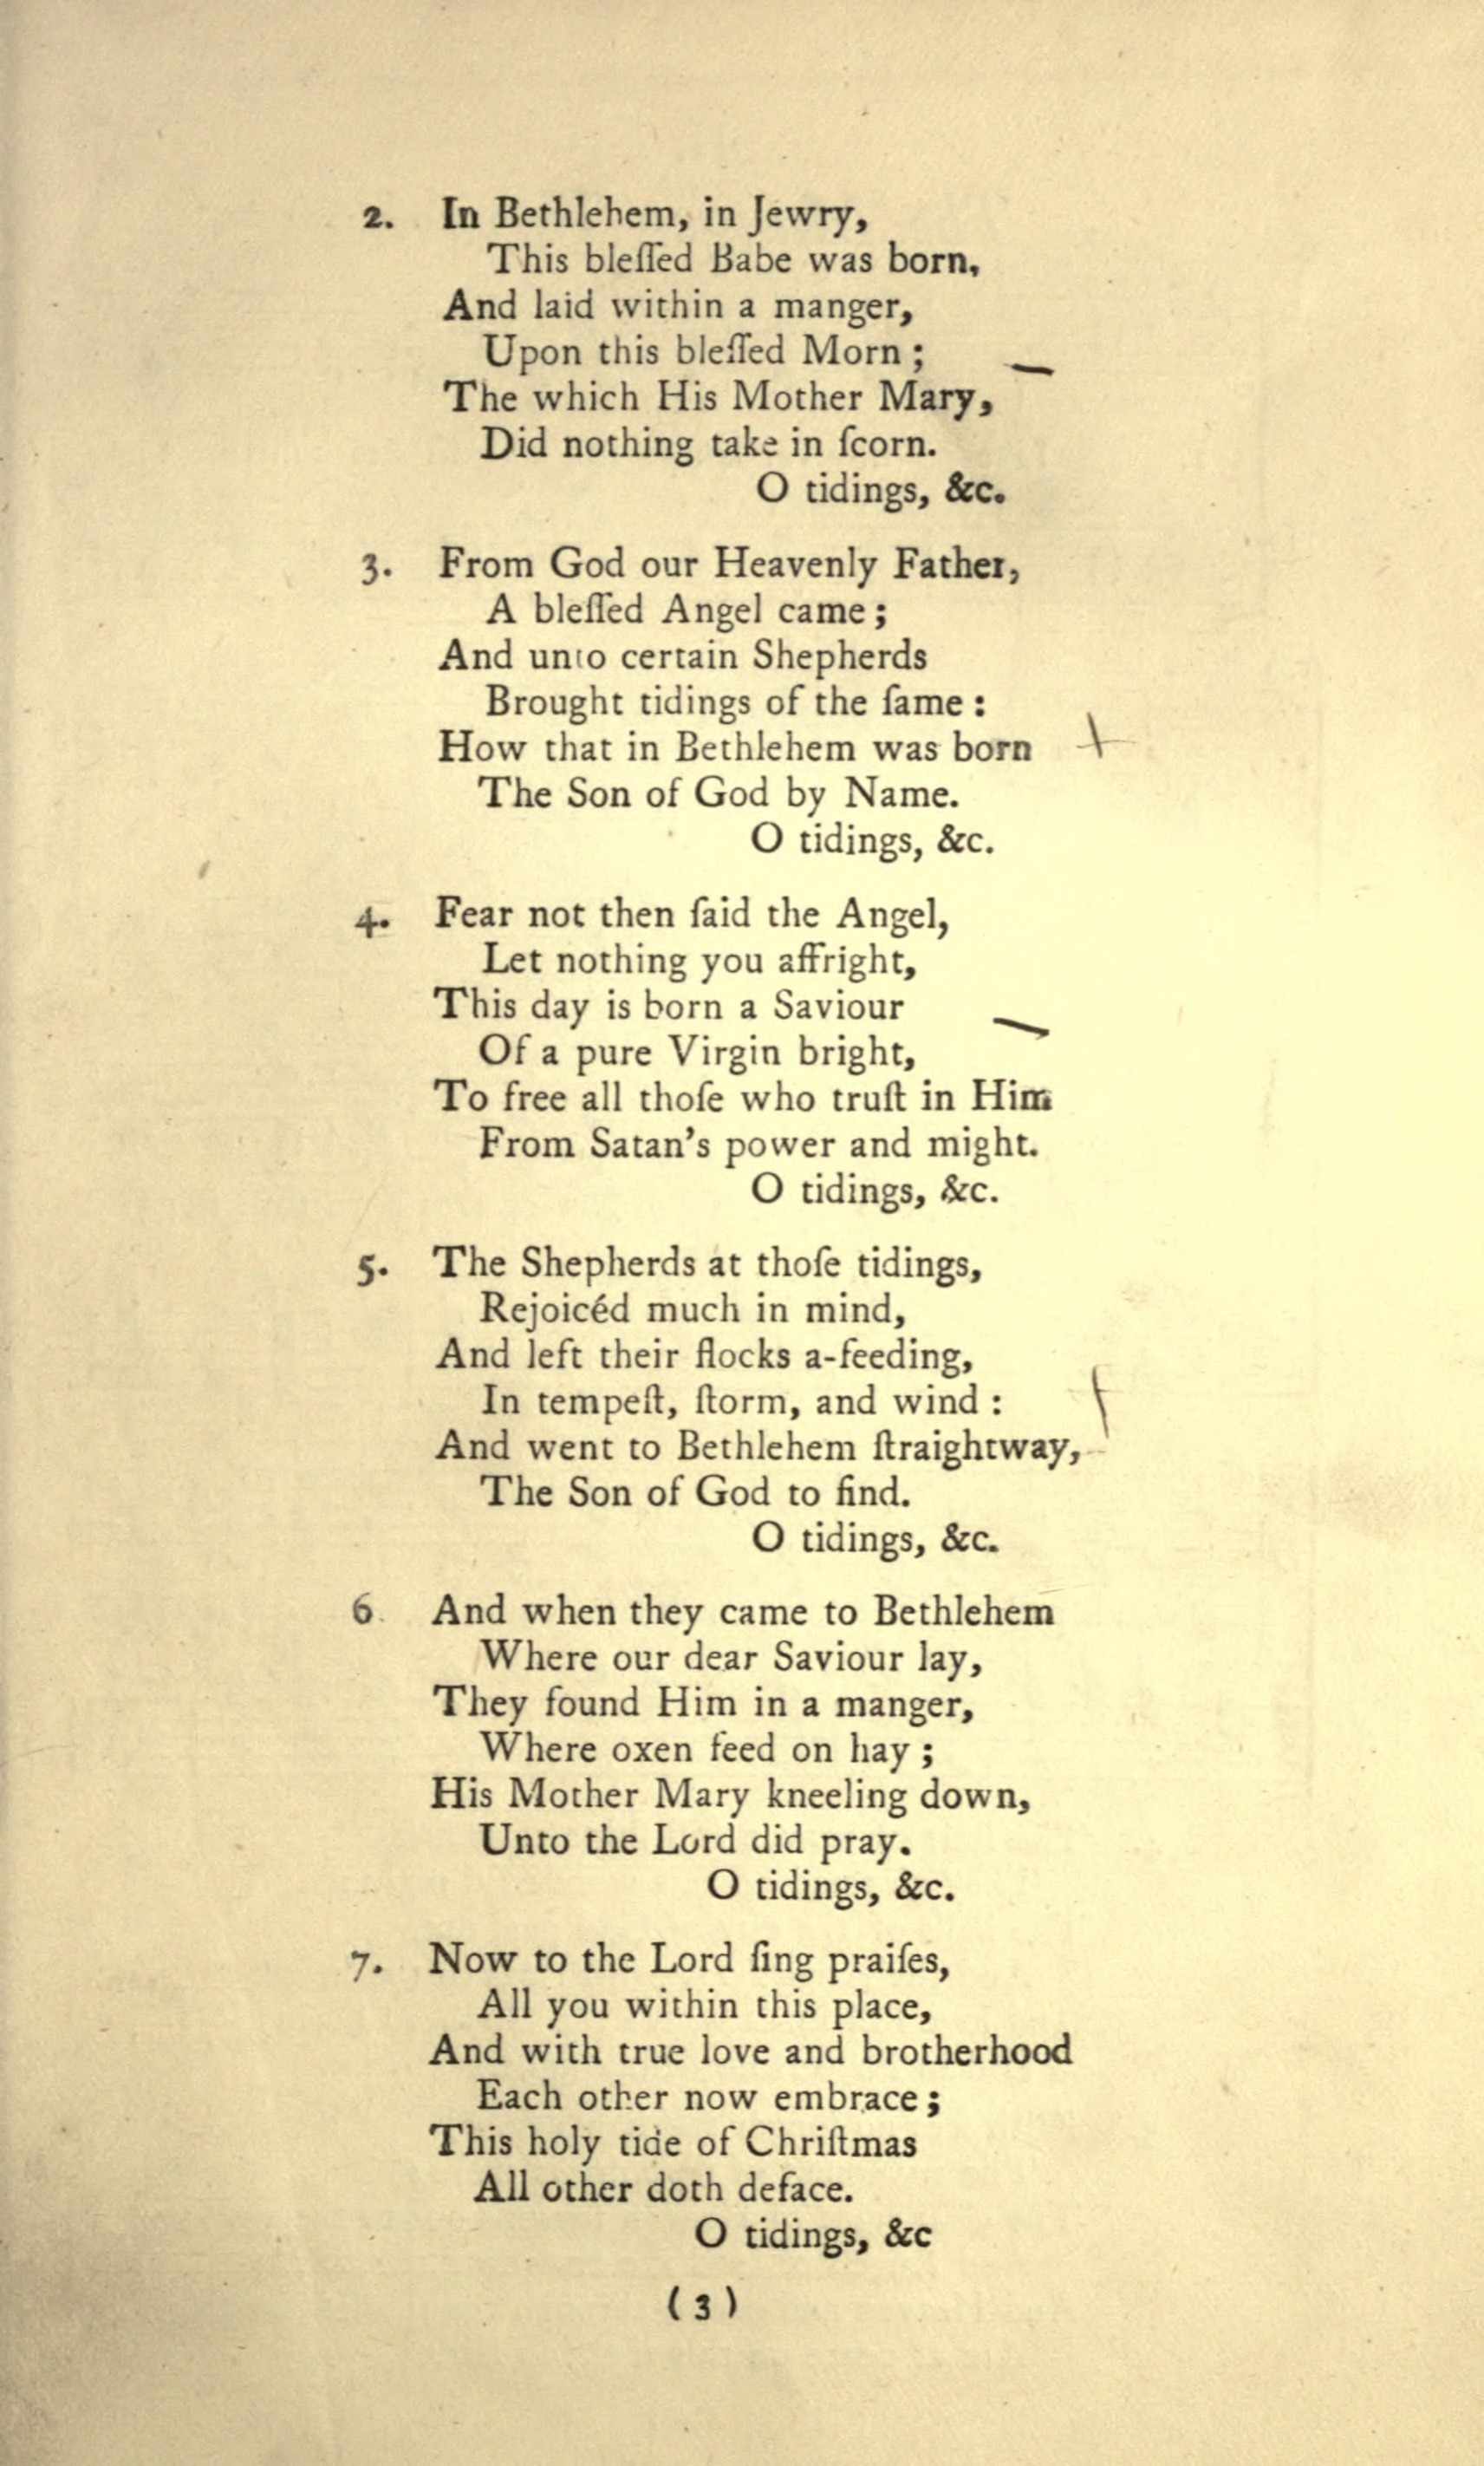 2. In Bethlehem, in Jewry,
This bleſſed Babe was born,
And laid within a manger,
Upon this bleſſed Morn ;
The which His Mother Mary,
Did nothing take in ſcorn.
O tidings, &c.
3. From God our Heavenly Father,
A bleſſed Angel came ;
And unto certain Shepherds
Brought tidings of the ſame :
How that in Bethlehem was born
The Son of God by Name.
O tidings, &c.
4. Fear not then ſaid the Angel,
Let nothing you affright,
This day is born a Saviour
Of a pure Virgin bright,
To free all thoſe who truſt in Him
From Satan's power and might.
O tidings, &c.
5. The Shepherds at thoſe tidings,
Rejoicéd much in mind,
And left their flocks a-feeding,
In tempeſt, ſtorm, and wind :
And went to Bethlehem ſtraightway,
The Son of God to find.
O tidings, &c.
6. And when they came to Bethlehem
Where our dear Saviour lay,
They found Him in a manger,
Where oxen feed on hay ;
His Mother Mary kneeling down,
Unto the Lord did pray.
O tidings, &c.
7. Now to the Lord ſing praiſes,
All you within this place,
And with true love and brotherhood
Each other now embrace ;
This holy tide of Chriſtmas
All other doth deface.
O tidings, &c
(3)